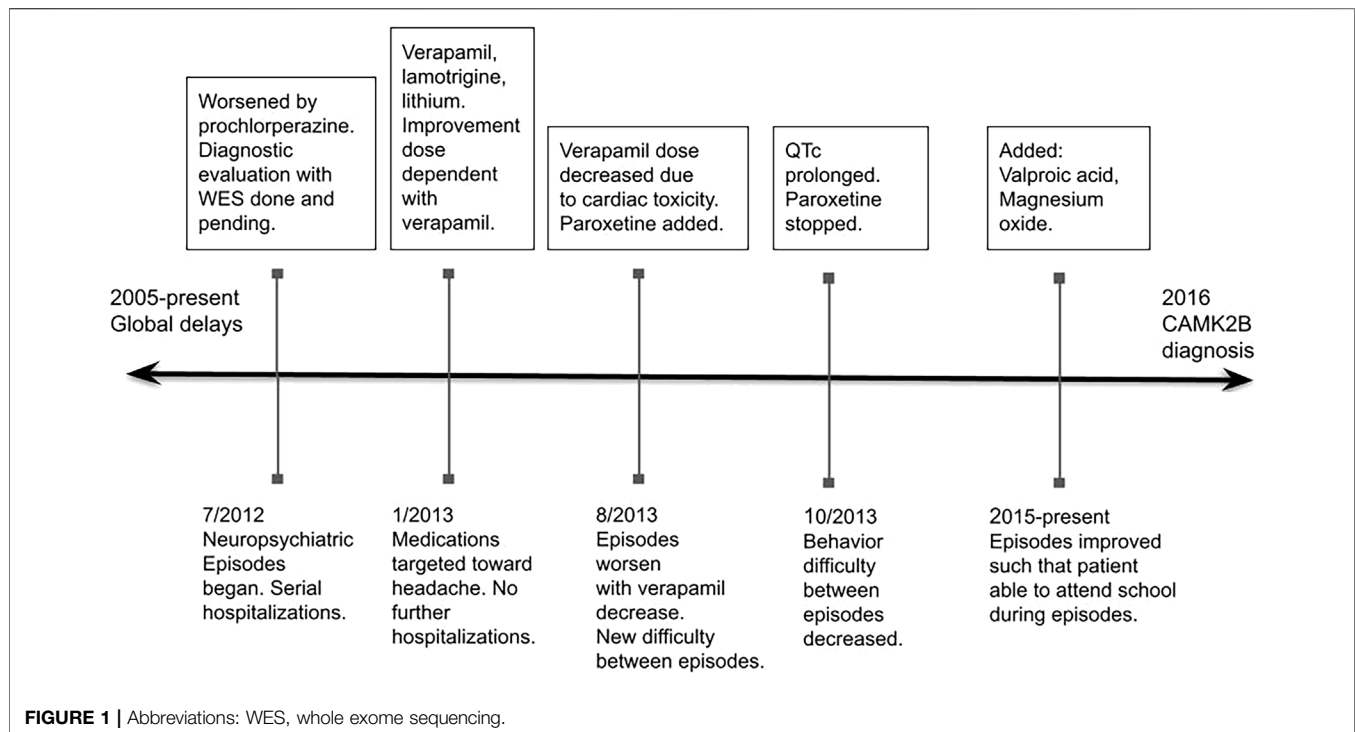 Worsened by
prochlorperazine.
Diagnostic
evaluation with
WES done and
pending.
Verapamil,
lamotrigine,
lithium.
Improvement
dose
dependent
with
verapamil.
Verapamil dose
decreased due
to cardiac toxicity.
Paroxetine added.
QTc
prolonged.
Paroxetine
stopped.
Added:
Valproic acid,
Magnesium
oxide.
2005-present
Global delays
2016
CAMK2B
diagnosis
7/2012
Neuropsychiatric
Episodes
began. Serial
hospitalizations.
1/2013
Medications
targeted toward
headache. No
further
hospitalizations.
8/2013
Episodes
worsen
with verapamil
decrease.
New difficulty
between episodes.
10/2013
Behavior
difficulty
between
episodes
decreased.
2015-present
Episodes improved
such that patient
able to attend school
during episodes.
FIGURE 1 | Abbreviations: WES, whole exome sequencing.